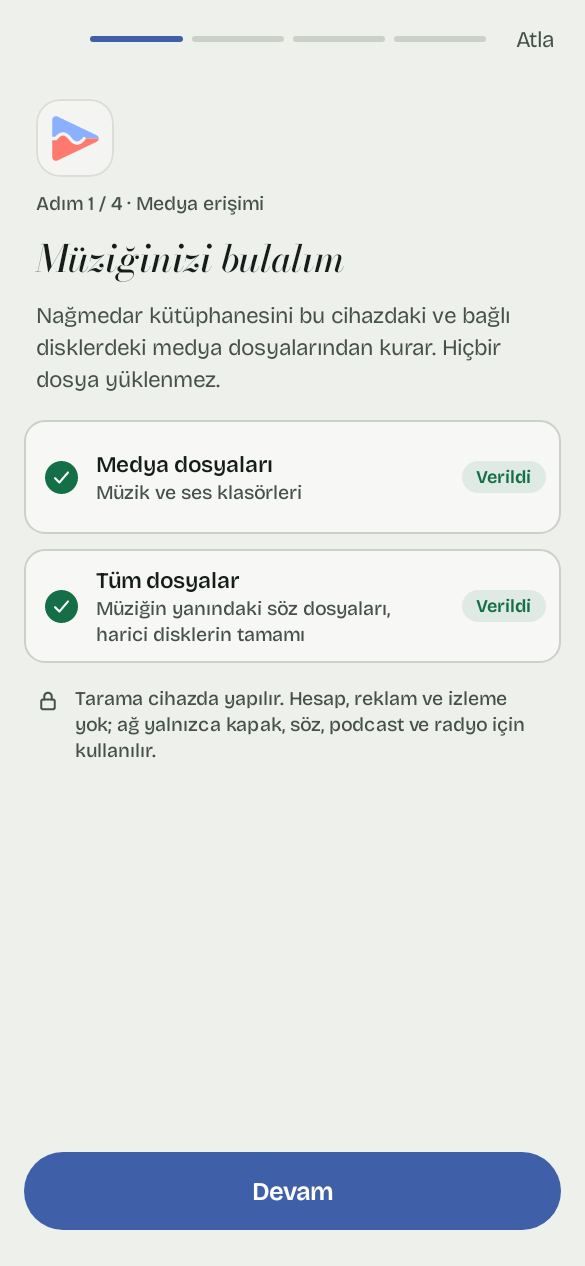 Atla
Adım 1 / 4 · Medya erişimi
Müziğinizi bulalım
Nağmedar kütüphanesini bu cihazdaki ve bağlı
disklerdeki medya dosyalarından kurar. Hiçbir
dosya yüklenmez.
Medya dosyaları
Müzik ve ses klasörleri
Verildi
Tüm dosyalar
Müziğin yanındaki söz dosyaları,
harici disklerin tamamı
Verildi
Tarama cihazda yapılır. Hesap, reklam ve izleme
yok; ağ yalnızca kapak, söz, podcast ve radyo için
kullanılır.
Devam